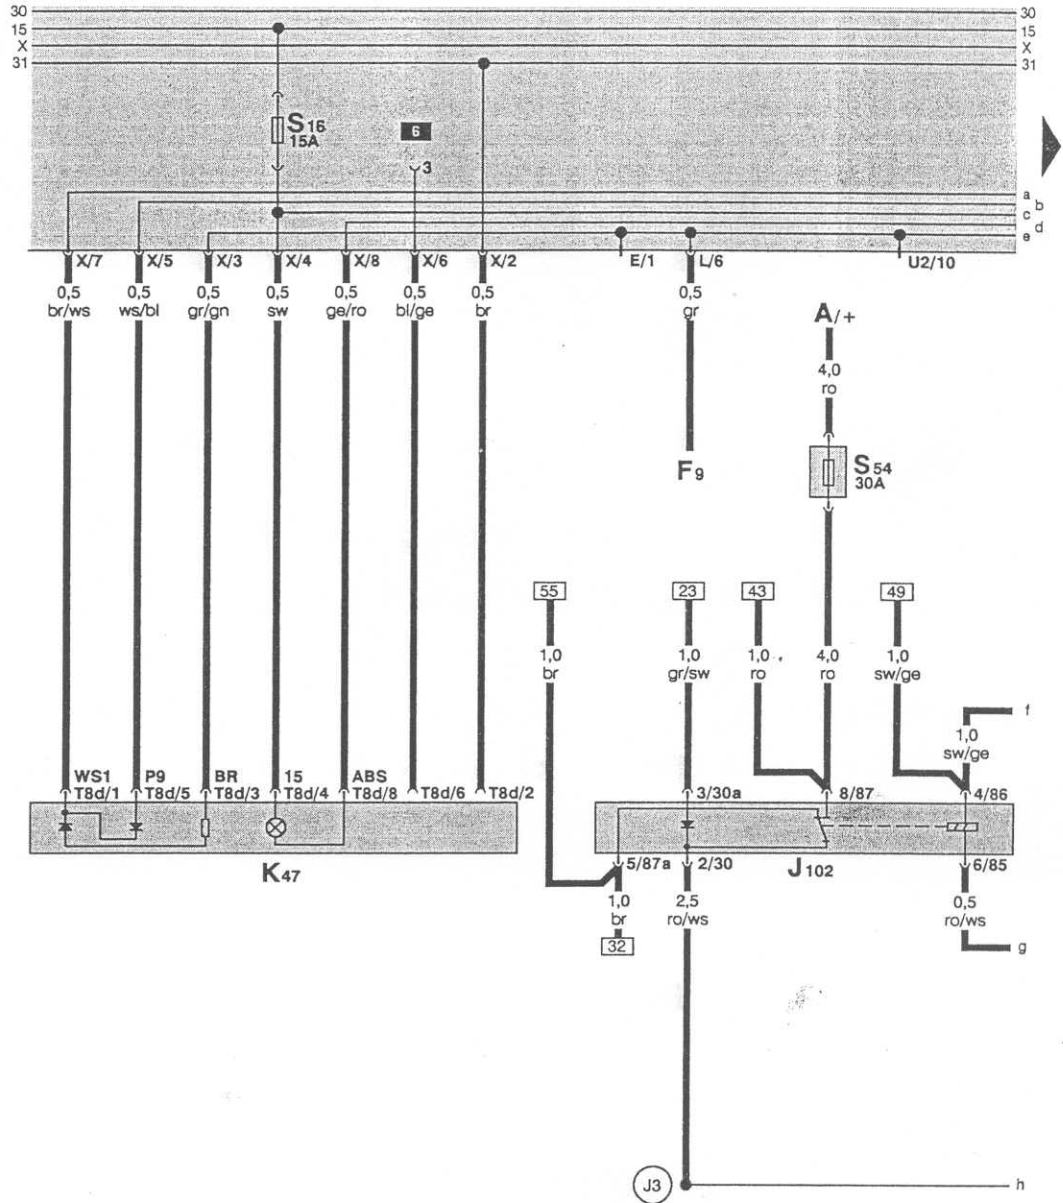 30 30
15 15
X X
31 31
S16
15A
6
3
a
b
c
d
e
X/7 X/5 X/3 X/4 X/8 X/6 X/2 E/1 L/6 U2/10
0,5 0,5 0,5 0,5 0,5 0,5 0,5 0,5
br/ws ws/bl gr/gn sw ge/ro bl/ge br gr
A/+
4,0
ro
F9
S54
30A
55 23 43 49
1,0 1,0 1,0 4,0 1,0
br gr/sw ro ro sw/ge
f
1,0
sw/ge
WS1 P9 BR 15 ABS
T8d/1 T8d/5 T8d/3 T8d/4 T8d/8 T8d/6 T8d/2
3/30a 8/87 4/86
K47
5/87a 2/30 J102 6/85
1,0 2,5 0,5
br ro/ws ro/ws
32
g
J3
h